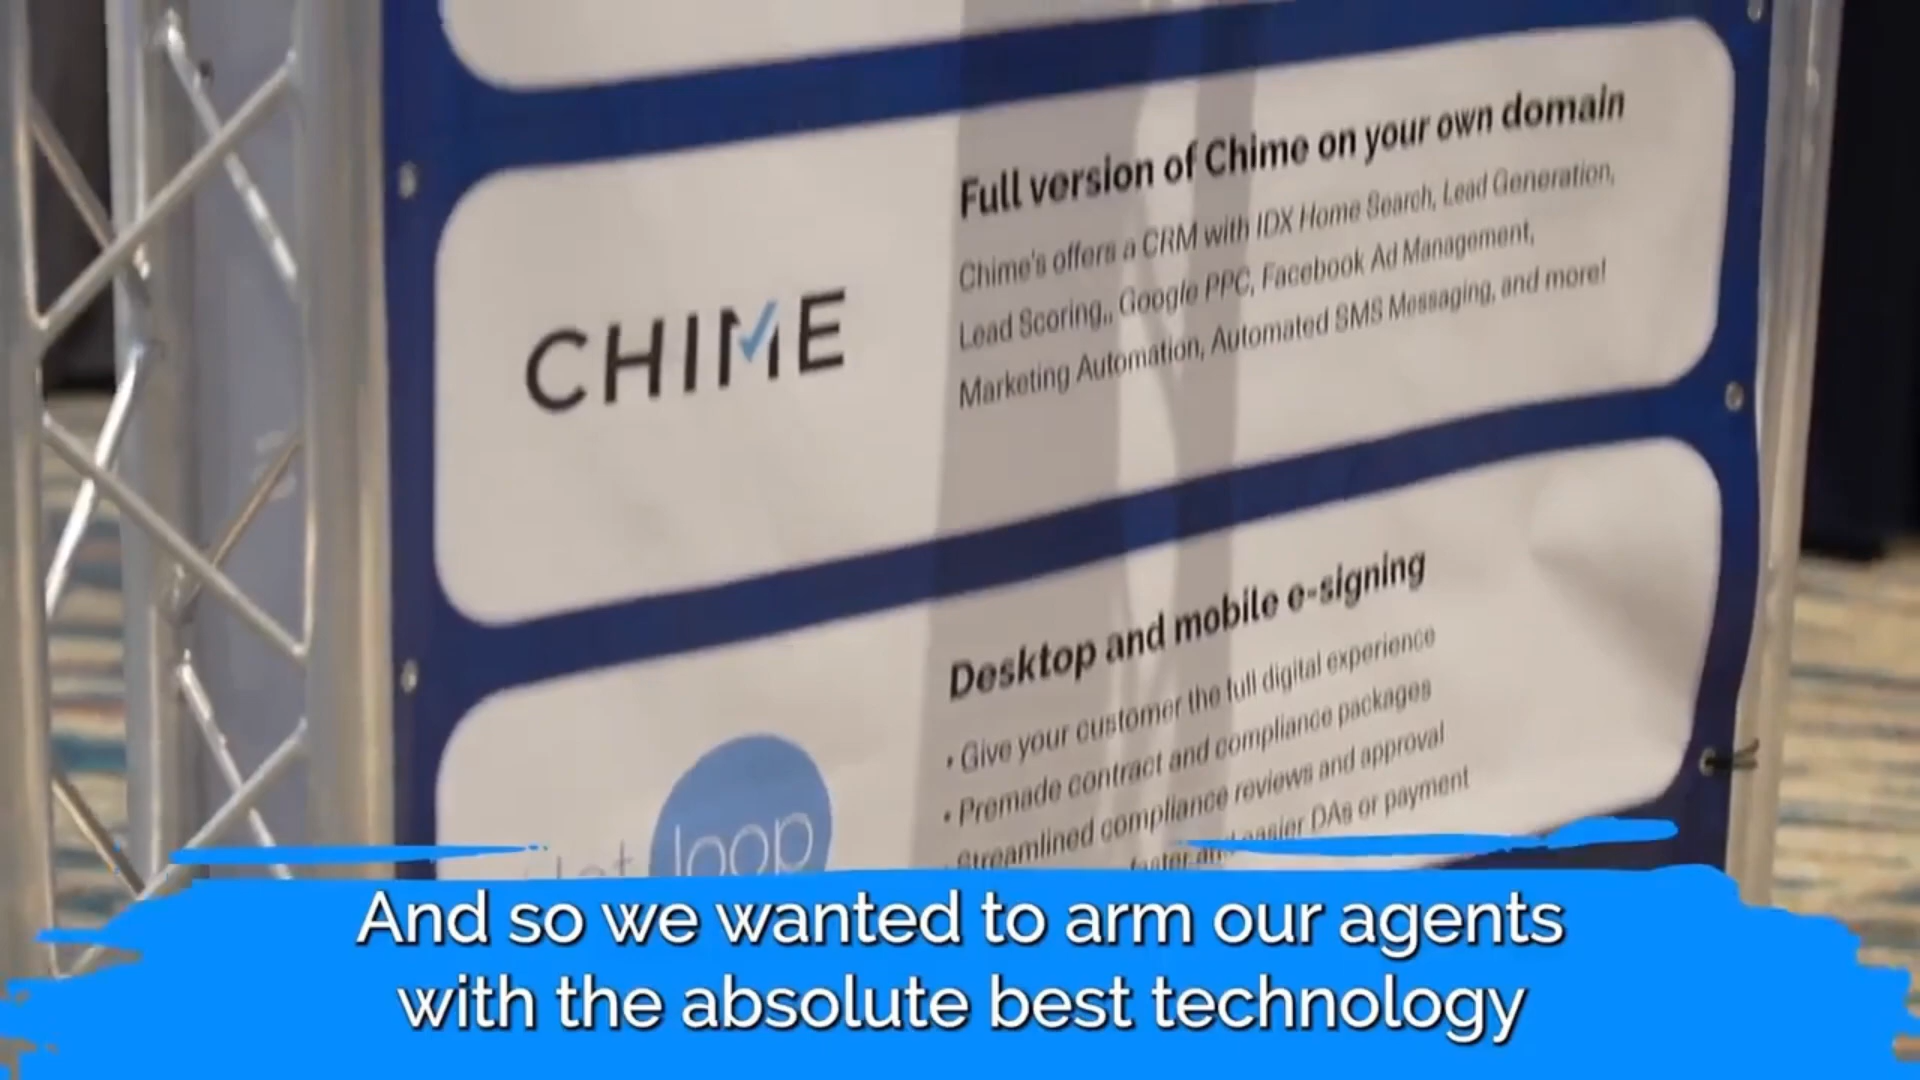 CHIME
Full version of Chime on your own domain
Chime's offers a CRM with IDX Home Search, Lead Generation,
Lead Scoring,, Google PPC, Facebook Ad Management,
Marketing Automation, Automated SMS Messaging, and more!
loop
Desktop and mobile e-signing
• Give your customer the full digital experience
• Premade contract and compliance packages
Streamlined compliance reviews and approval
easier DAs or payment
And so we wanted to arm our agents
with the absolute best technology